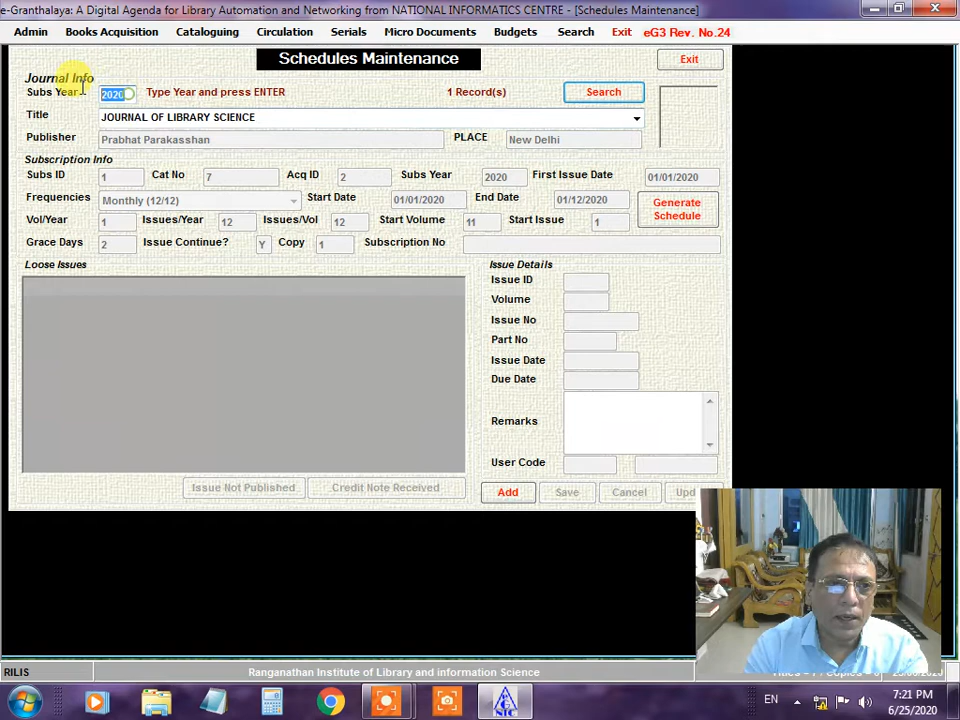 e-Granthalaya: A Digital Agenda for Library Automation and Networking from NATIONAL INFORMATICS CENTRE - [Schedules Maintenance]
Admin Books Acquisition Cataloguing Circulation Serials Micro Documents Budgets Search Exit eG3 Rev. No.24
Schedules Maintenance
Exit
Journal Info
Subs Year 2020 Type Year and press ENTER 1 Record(s) Search
Title JOURNAL OF LIBRARY SCIENCE
Publisher Prabhat Parakasshan PLACE New Delhi
Subscription Info
Subs ID 1 Cat No 7 Acq ID 2 Subs Year 2020 First Issue Date 01/01/2020
Frequencies Monthly (12/12) Start Date 01/01/2020 End Date 01/12/2020 Generate Schedule
Vol/Year 1 Issues/Year 12 Issues/Vol 12 Start Volume 11 Start Issue 1
Grace Days 2 Issue Continue? Y Copy 1 Subscription No
Loose Issues
Issue Details
Issue ID
Volume
Issue No
Part No
Issue Date
Due Date
Remarks
User Code
Issue Not Published Credit Note Received
Add Save Cancel Upd
RILIS Ranganathan Institute of Library and information Science
EN 7:21 PM
6/25/2020
NIC